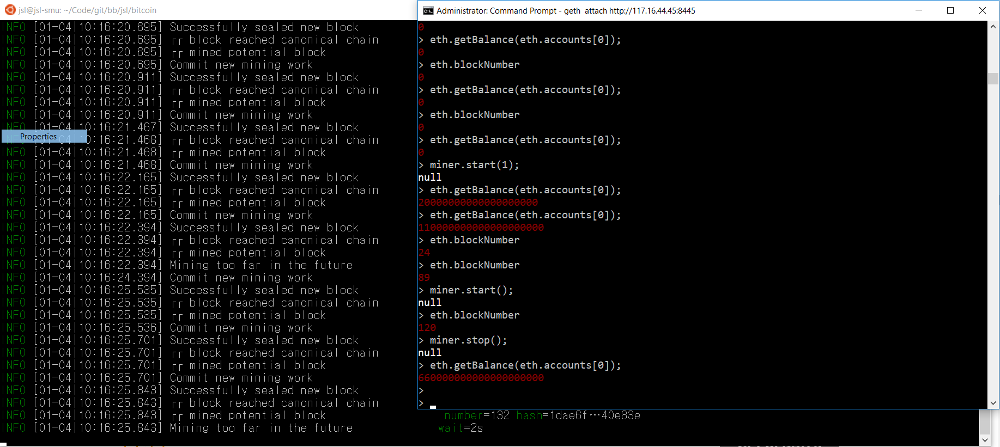 jsl@jsl-smu: ~/Code/git/bb/jsl/bitcoin
INFO [01-04|10:16:20.695] Successfully sealed new block
INFO [01-04|10:16:20.695] ┌┌ block reached canonical chain
INFO [01-04|10:16:20.695] ┌┌ mined potential block
INFO [01-04|10:16:20.695] Commit new mining work
INFO [01-04|10:16:20.911] Successfully sealed new block
INFO [01-04|10:16:20.911] ┌┌ block reached canonical chain
INFO [01-04|10:16:20.911] ┌┌ mined potential block
INFO [01-04|10:16:20.911] Commit new mining work
INFO [01-04|10:16:21.467] Successfully sealed new block
Properties
INFO [01-04|10:16:21.468] ┌┌ block reached canonical chain
INFO [01-04|10:16:21.468] ┌┌ mined potential block
INFO [01-04|10:16:21.468] Commit new mining work
INFO [01-04|10:16:22.165] Successfully sealed new block
INFO [01-04|10:16:22.165] ┌┌ block reached canonical chain
INFO [01-04|10:16:22.165] ┌┌ mined potential block
INFO [01-04|10:16:22.165] Commit new mining work
INFO [01-04|10:16:22.394] Successfully sealed new block
INFO [01-04|10:16:22.394] ┌┌ block reached canonical chain
INFO [01-04|10:16:22.394] ┌┌ mined potential block
INFO [01-04|10:16:22.394] Mining too far in the future
INFO [01-04|10:16:24.394] Commit new mining work
INFO [01-04|10:16:25.535] Successfully sealed new block
INFO [01-04|10:16:25.535] ┌┌ block reached canonical chain
INFO [01-04|10:16:25.535] ┌┌ mined potential block
INFO [01-04|10:16:25.536] Commit new mining work
INFO [01-04|10:16:25.701] Successfully sealed new block
INFO [01-04|10:16:25.701] ┌┌ block reached canonical chain
INFO [01-04|10:16:25.701] ┌┌ mined potential block
INFO [01-04|10:16:25.701] Commit new mining work
INFO [01-04|10:16:25.843] Successfully sealed new block
INFO [01-04|10:16:25.843] ┌┌ block reached canonical chain
INFO [01-04|10:16:25.843] ┌┌ mined potential block number=132 hash=1dae6f…40e83e
INFO [01-04|10:16:25.843] Mining too far in the future wait=2s
Administrator: Command Prompt - geth attach http://117.16.44.45:8445
0
> eth.getBalance(eth.accounts[0]);
0
> eth.blockNumber
0
> eth.getBalance(eth.accounts[0]);
0
> eth.blockNumber
0
> eth.getBalance(eth.accounts[0]);
0
> miner.start(1);
null
> eth.getBalance(eth.accounts[0]);
20000000000000000000
> eth.getBalance(eth.accounts[0]);
110000000000000000000
> eth.blockNumber
24
> eth.blockNumber
89
> miner.start();
null
> eth.blockNumber
120
> miner.stop();
null
> eth.getBalance(eth.accounts[0]);
660000000000000000000
>
>